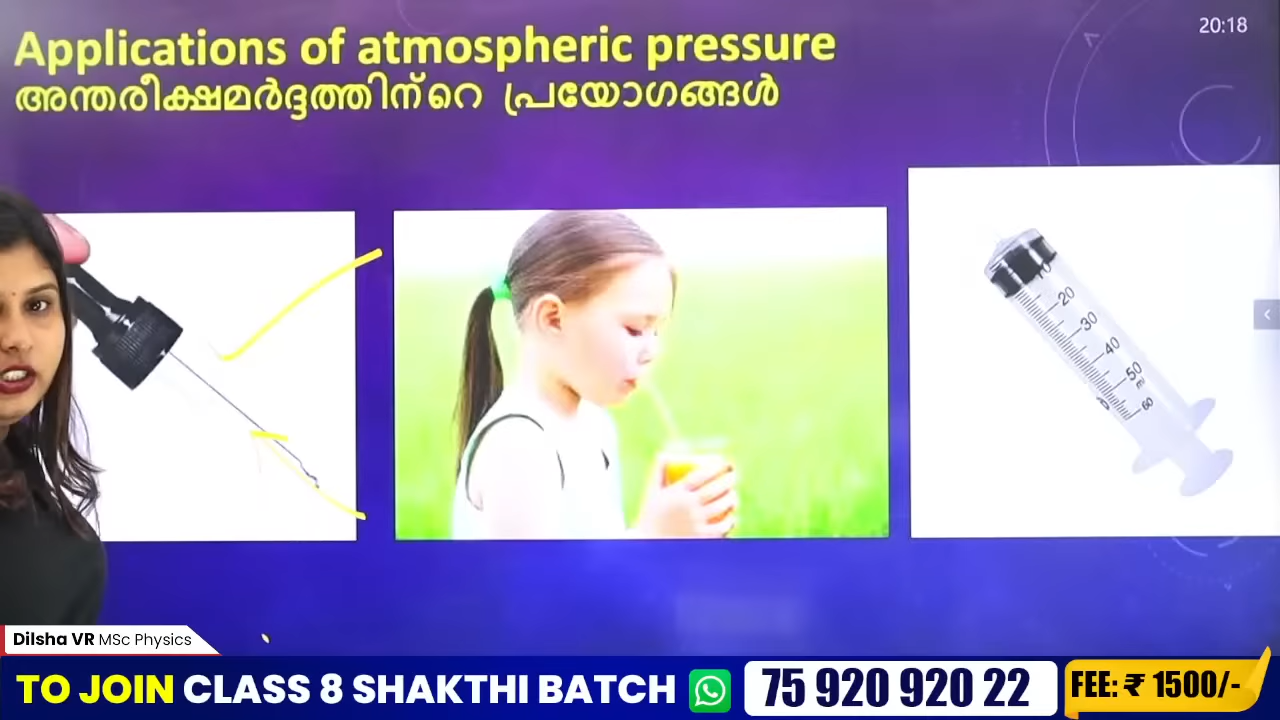 20:18
Applications of atmospheric pressure
അന്തരീക്ഷമർദ്ദത്തിന്റെ പ്രയോഗങ്ങൾ
10
20
30
40
50
ml
60
Dilsha VR MSc Physics
TO JOIN CLASS 8 SHAKTHI BATCH
75 920 920 22
FEE: ₹ 1500/-